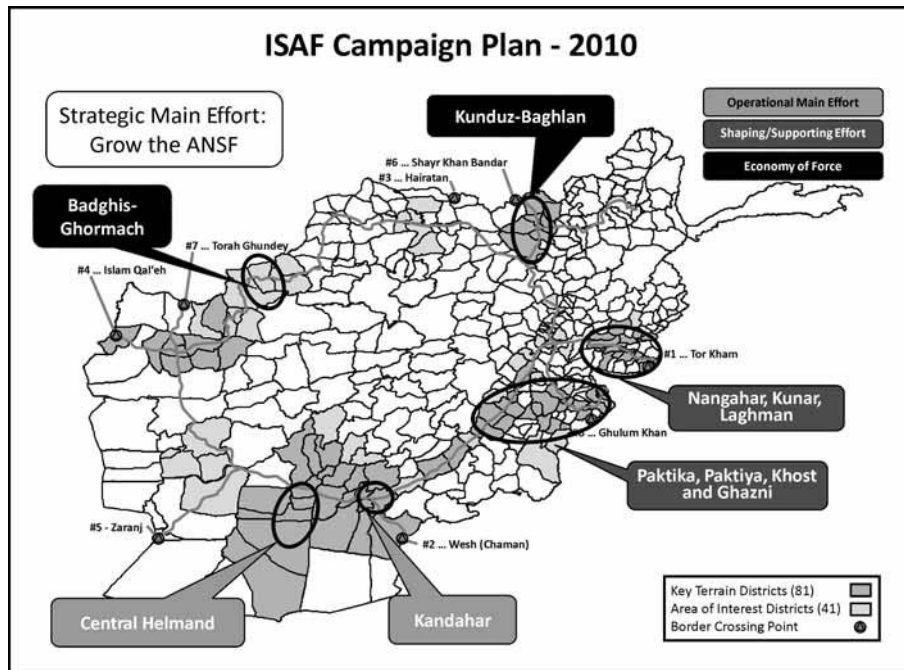 ISAF Campaign Plan - 2010
Strategic Main Effort:
Grow the ANSF
Kunduz-Baghlan
Operational Main Effort
Shaping/Supporting Effort
Economy of Force
#6 ... Shayr Khan Bandar
#3 ... Hairatan
Badghis-
Ghormach
#7 ... Torah Ghundey
#4 ... Islam Qal'eh
#1 ... Tor Kham
Nangahar, Kunar,
Laghman
... Ghulum Khan
Paktika, Paktiya, Khost
and Ghazni
#5 - Zaranj
#2 ... Wesh (Chaman)
Central Helmand
Kandahar
Key Terrain Districts (81)
Area of Interest Districts (41)
Border Crossing Point